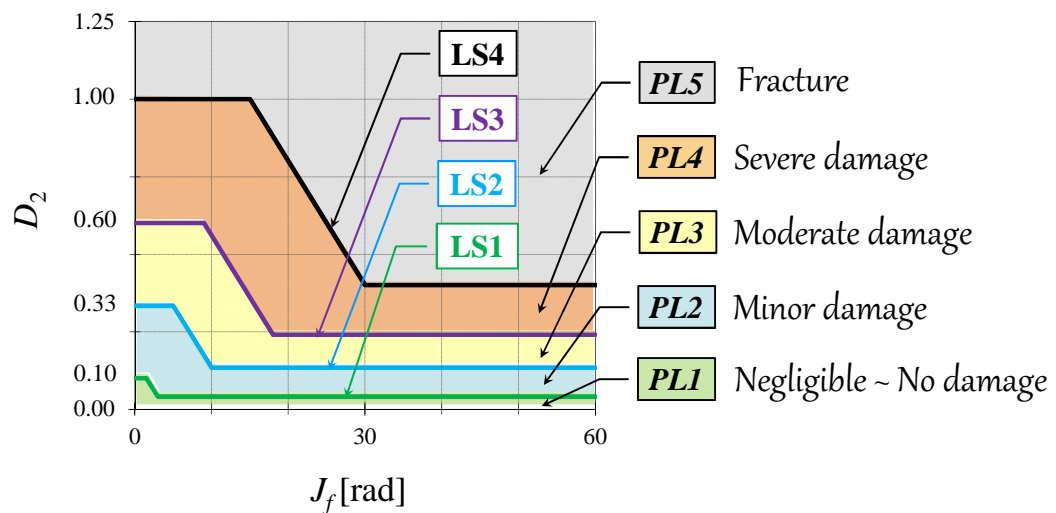 1.25
1.00
0.60
0.33
0.10
0.00
D2
0
30
60
Jf [rad]
LS4
LS3
LS2
LS1
PL5 Fracture
PL4 Severe damage
PL3 Moderate damage
PL2 Minor damage
PL1 Negligible ~ No damage